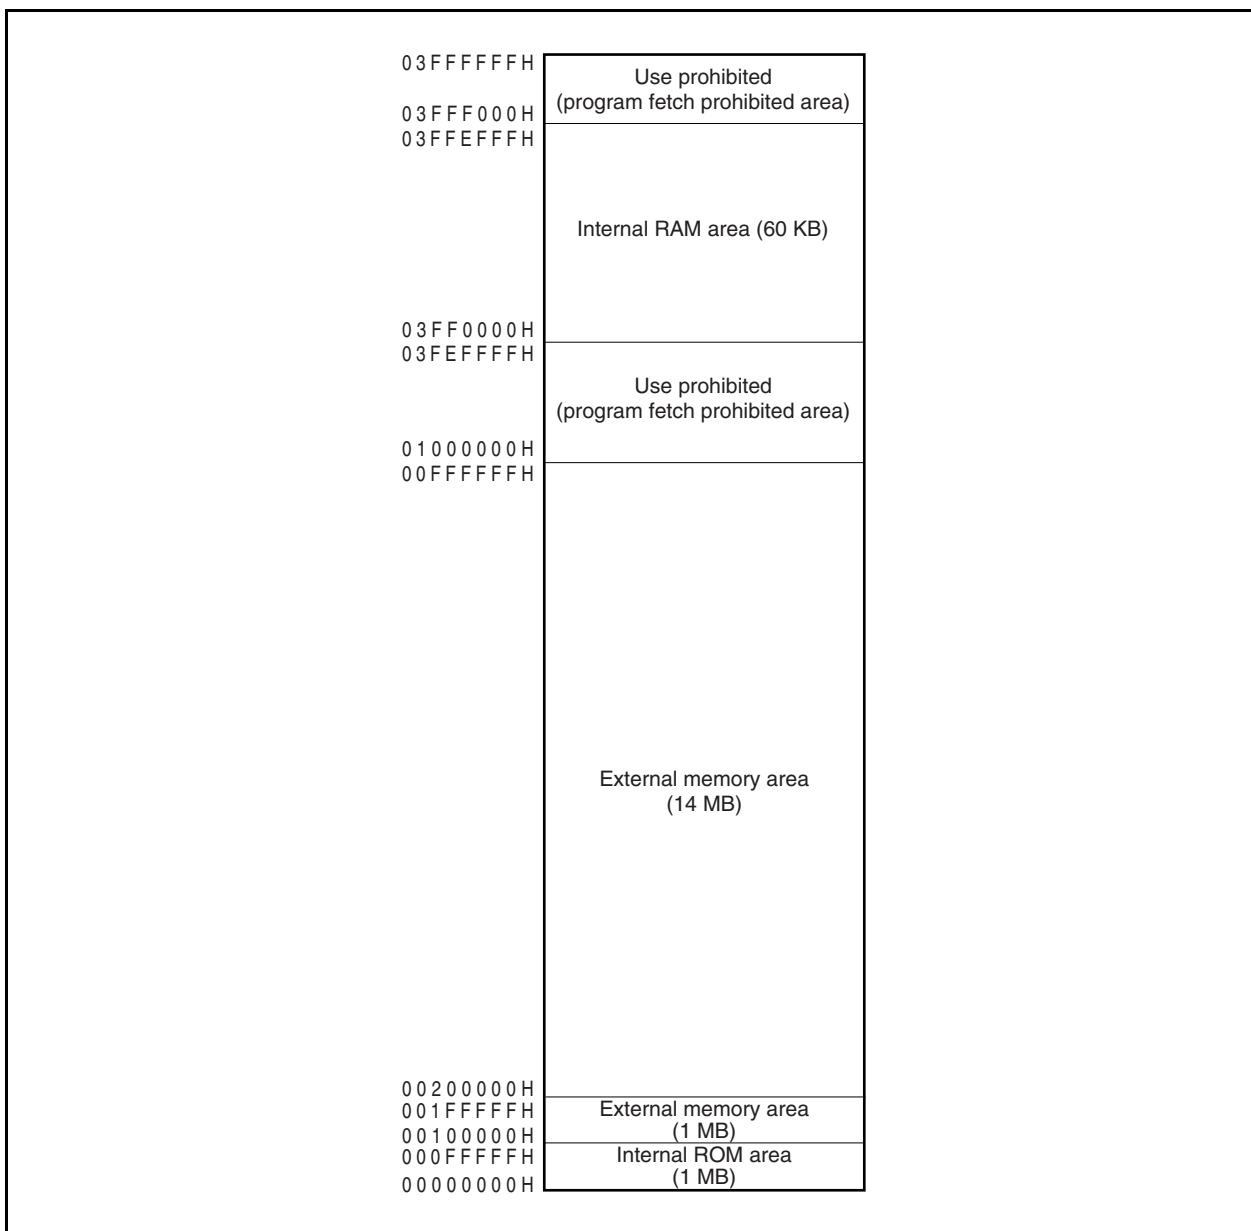 03FFFFFFH
Use prohibited
(program fetch prohibited area)
03FFF000H
03FFEFFFH
Internal RAM area (60 KB)
03FF0000H
03FEFFFFH
Use prohibited
(program fetch prohibited area)
01000000H
00FFFFFFH
External memory area
(14 MB)
00200000H
001FFFFFH
External memory area
(1 MB)
00100000H
000FFFFFH
Internal ROM area
(1 MB)
00000000H